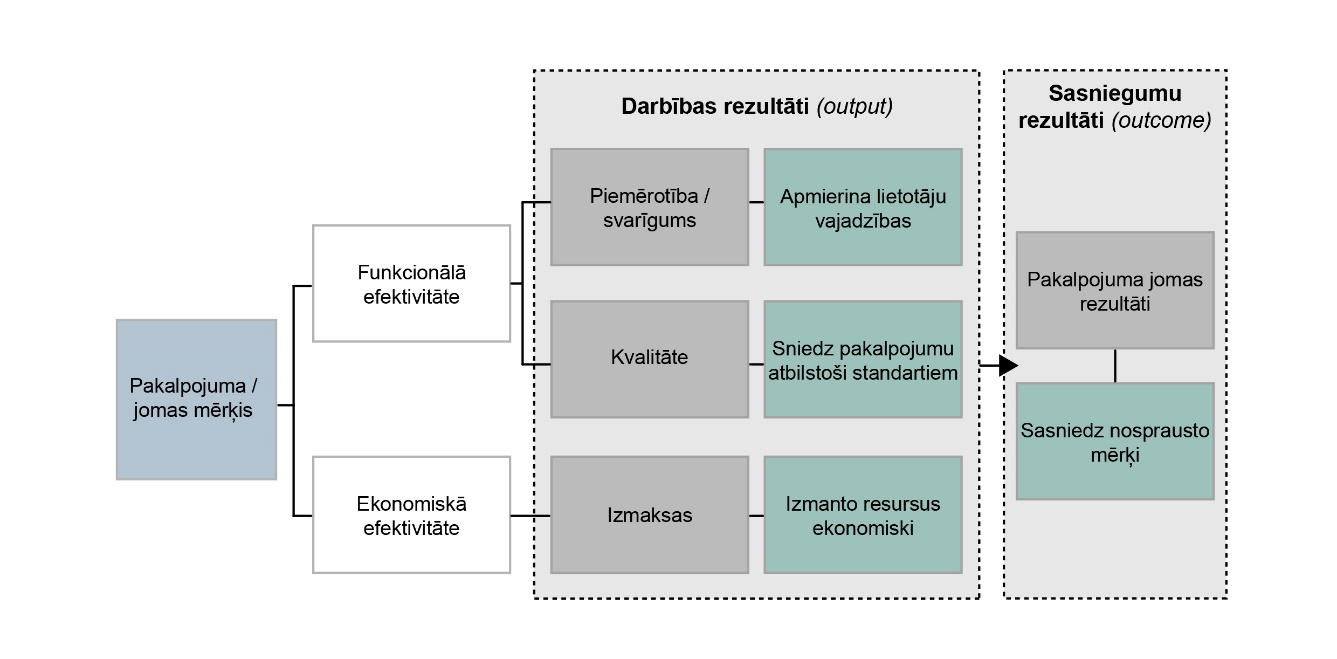 Pakalpojuma /
jomas mērķis
Funkcionālā
efektivitāte
Ekonomiskā
efektivitāte
Darbības rezultāti (output)
Piemērotība /
svarīgums
Apmierina lietotāju
vajadzības
Kvalitāte
Sniedz pakalpojumu
atbilstoši standartiem
Izmaksas
Izmanto resursus
ekonomiski
Sasniegumu
rezultāti (outcome)
Pakalpojuma jomas
rezultāti
Sasniedz nosprausto
mērķi